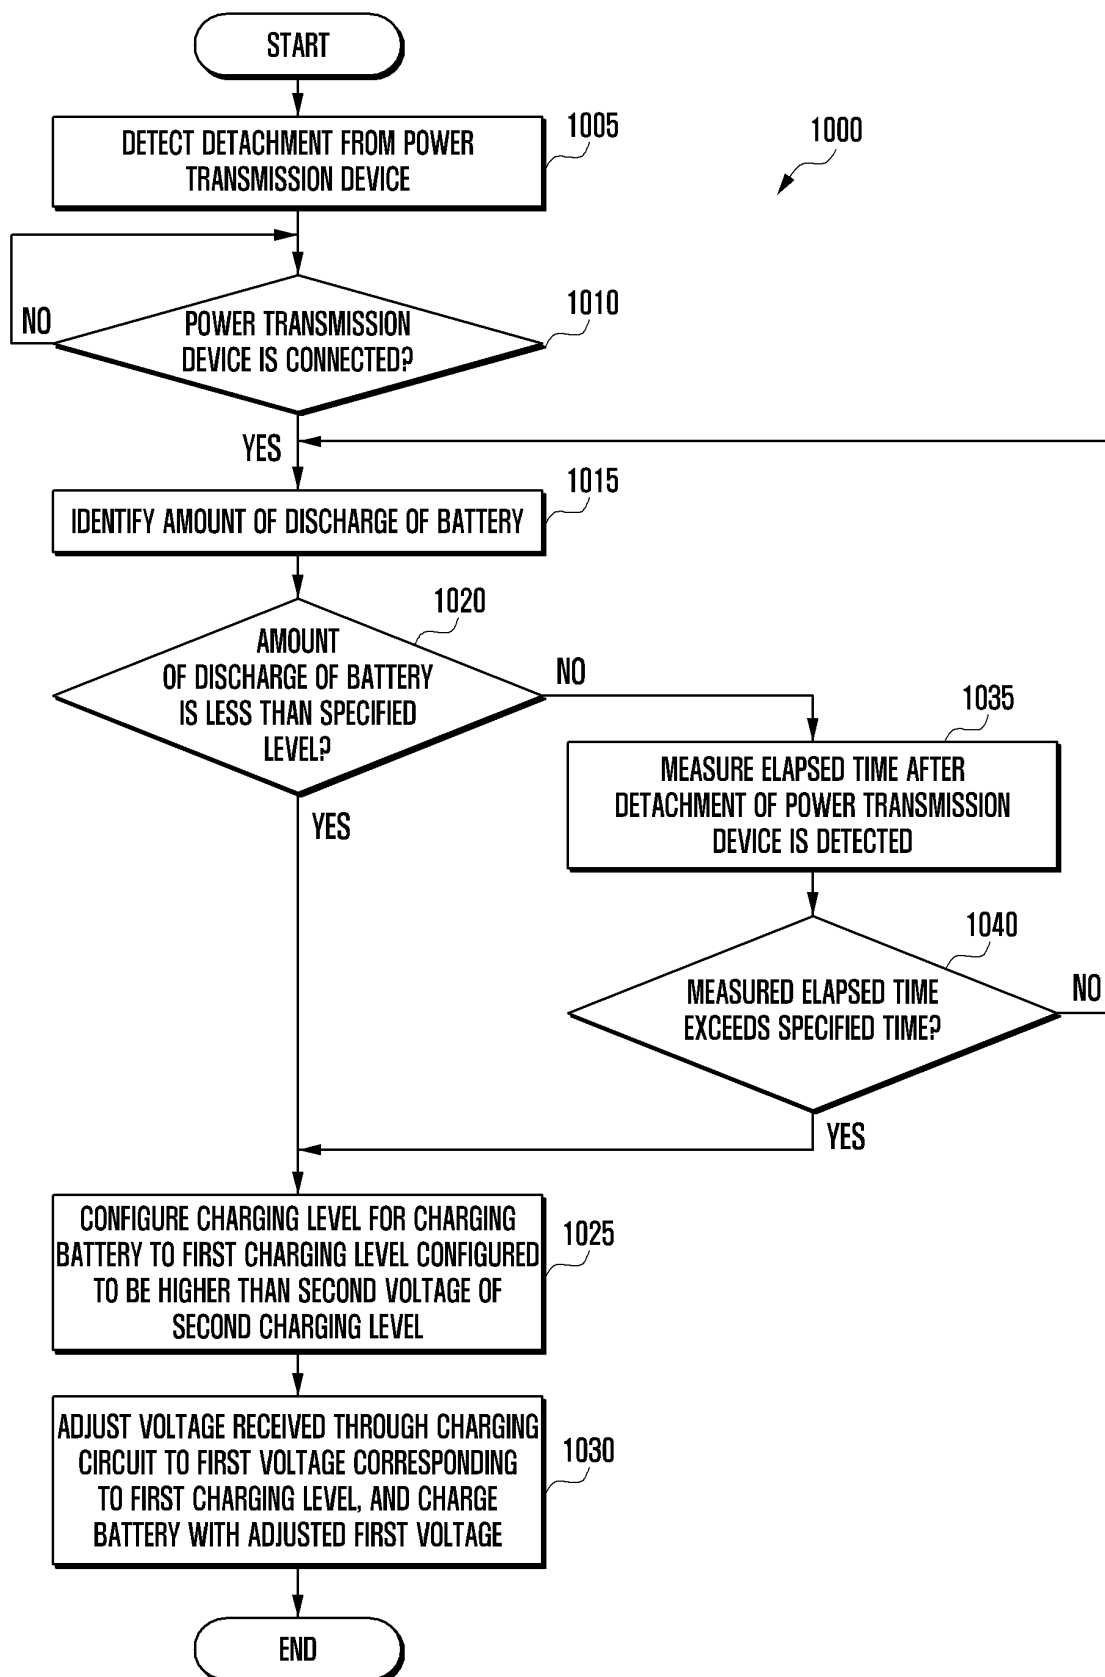 START
DETECT DETACHMENT FROM POWER
TRANSMISSION DEVICE
1005
1000
POWER TRANSMISSION
DEVICE IS CONNECTED?
1010
NO
YES
IDENTIFY AMOUNT OF DISCHARGE OF BATTERY
1015
AMOUNT
OF DISCHARGE OF BATTERY
IS LESS THAN SPECIFIED
LEVEL?
1020
NO
YES
MEASURE ELAPSED TIME AFTER
DETACHMENT OF POWER TRANSMISSION
DEVICE IS DETECTED
1035
MEASURED ELAPSED TIME
EXCEEDS SPECIFIED TIME?
1040
NO
YES
CONFIGURE CHARGING LEVEL FOR CHARGING
BATTERY TO FIRST CHARGING LEVEL CONFIGURED
TO BE HIGHER THAN SECOND VOLTAGE OF
SECOND CHARGING LEVEL
1025
ADJUST VOLTAGE RECEIVED THROUGH CHARGING
CIRCUIT TO FIRST VOLTAGE CORRESPONDING
TO FIRST CHARGING LEVEL, AND CHARGE
BATTERY WITH ADJUSTED FIRST VOLTAGE
1030
END